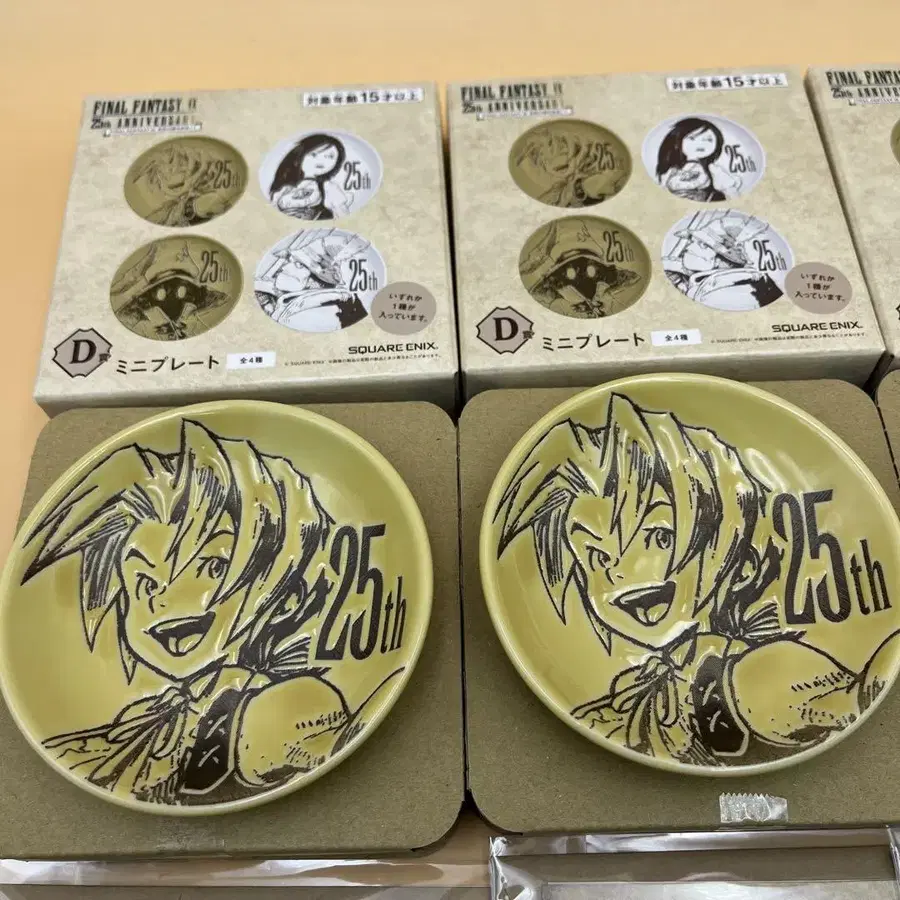 FINAL FANTASY IX
25th ANNIVERSARY
対象年齢15才以上
25th
25th
25th
25th
いずれか
1種が
入っています。
D賞
ミニプレート
全4種
SQUARE ENIX.
FINAL FANTASY IX
25th ANNIVERSARY
対象年齢15才以上
25th
25th
25th
25th
いずれか
1種が
入っています。
D賞
ミニプレート
全4種
SQUARE ENIX.
FINAL FANTA
25th ANNIVER
25th
25th